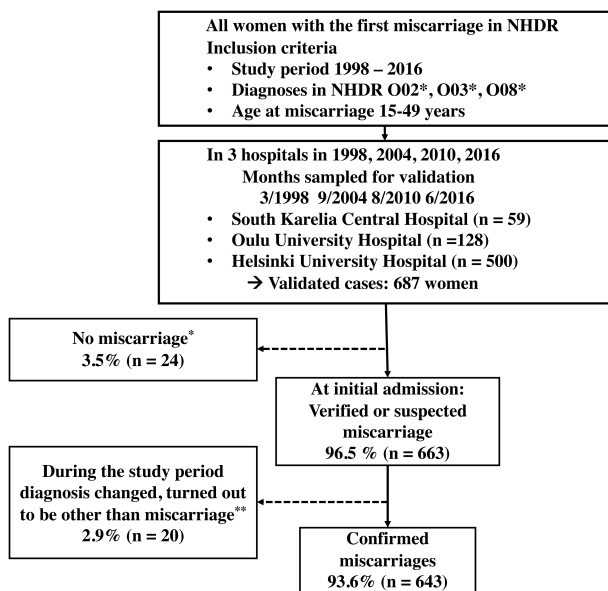 All women with the first miscarriage in NHDR
Inclusion criteria
• Study period 1998 – 2016
• Diagnoses in NHDR O02*, O03*, O08*
• Age at miscarriage 15-49 years
In 3 hospitals in 1998, 2004, 2010, 2016
Months sampled for validation
3/1998 9/2004 8/2010 6/2016
• South Karelia Central Hospital (n = 59)
• Oulu University Hospital (n =128)
• Helsinki University Hospital (n = 500)
→ Validated cases: 687 women
No miscarriage*
3.5% (n = 24)
At initial admission:
Verified or suspected
miscarriage
96.5 % (n = 663)
During the study period
diagnosis changed, turned out
to be other than miscarriage**
2.9% (n = 20)
Confirmed
miscarriages
93.6% (n = 643)